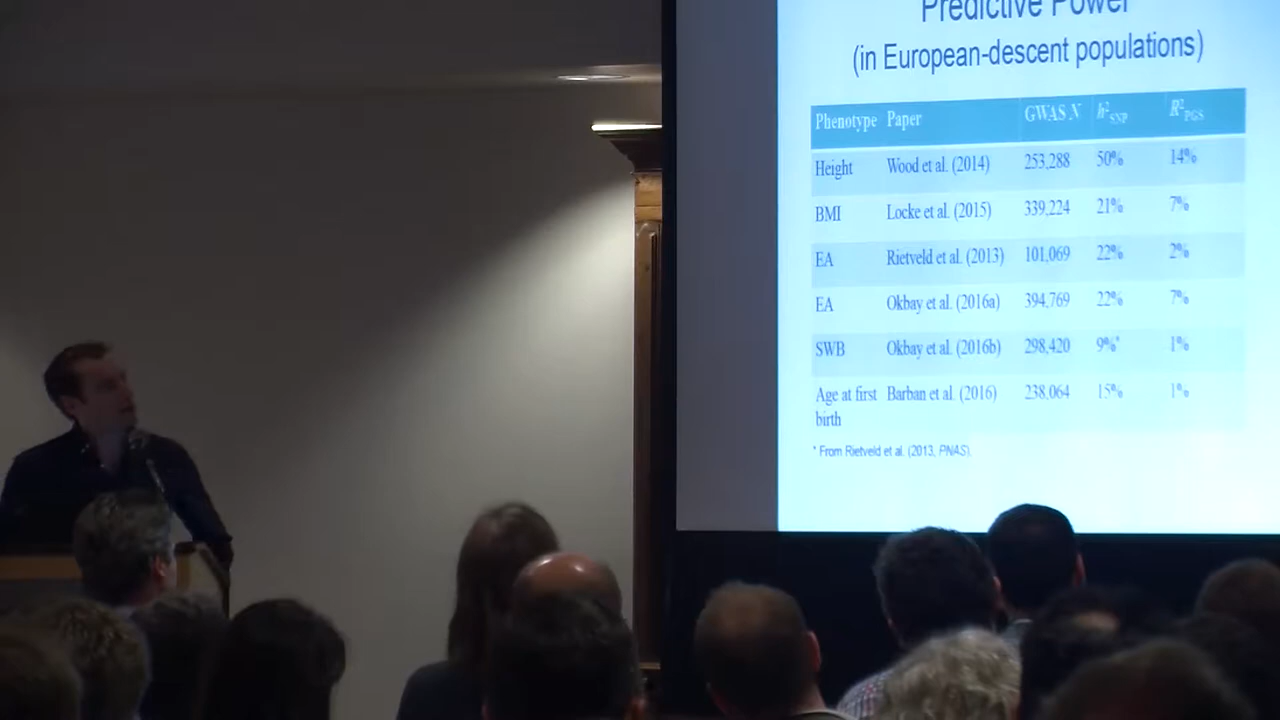 Predictive Power
(in European-descent populations)
Phenotype Paper GWAS N h²SNP R²PGS
Height Wood et al. (2014) 253,288 50% 14%
BMI Locke et al. (2015) 339,224 21% 7%
EA Rietveld et al. (2013) 101,069 22% 2%
EA Okbay et al. (2016a) 394,769 22% 7%
SWB Okbay et al. (2016b) 298,420 9%* 1%
Age at first Barban et al. (2016) 238,064 15% 1%
birth
* From Rietveld et al. (2013, PNAS).